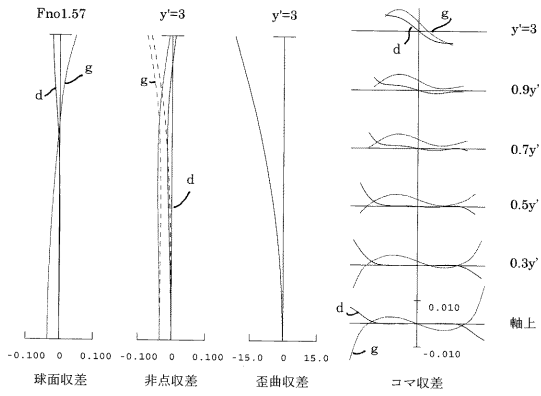 Fno1.57
y'=3
y'=3
g
d
y'=3
g
d
g
d
0.9y'
0.7y'
0.5y'
0.3y'
d
g
0.010
軸上
-0.010
-0.100 0 0.100
-0.100 0 0.100
-15.0 0 15.0
球面収差
非点収差
歪曲収差
コマ収差